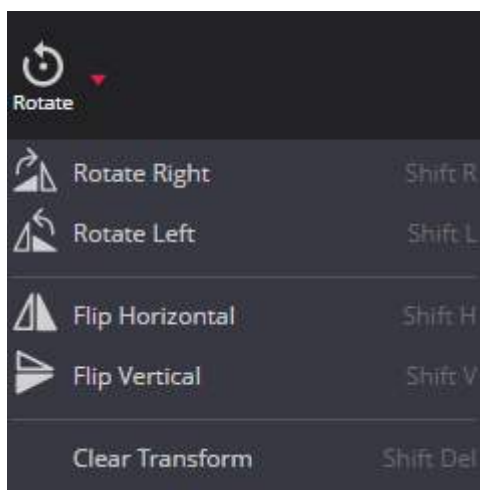 Rotate
Rotate Right Shift R
Rotate Left Shift L
Flip Horizontal Shift H
Flip Vertical Shift V
Clear Transform Shift Del